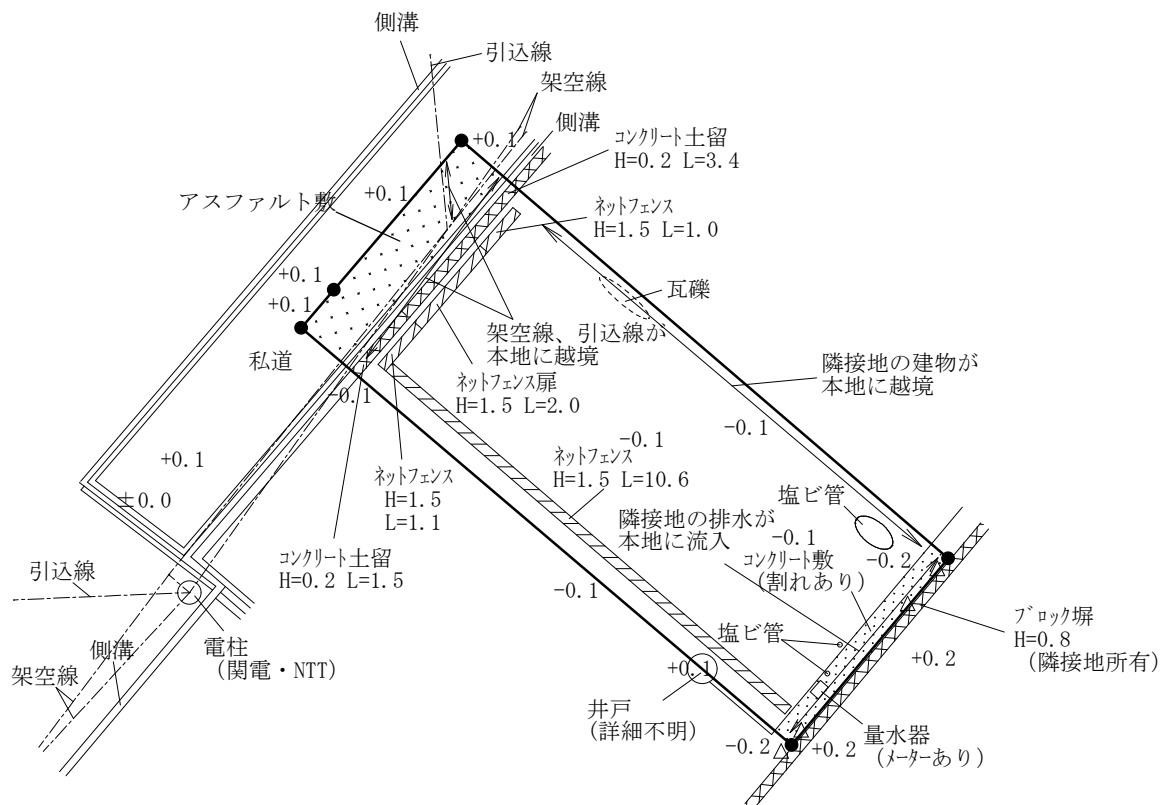 側溝
引込線
架空線
側溝
+0.1
コンクリート土留
H=0.2 L=3.4
+0.1
アスファルト敷
ネットフェンス
H=1.5 L=1.0
+0.1
瓦礫
+0.1
架空線、引込線が
本地に越境
私道
隣接地の建物が
本地に越境
ネットフェンス扉
H=1.5 L=2.0
-0.1
-0.1
-0.1
+0.1
ネットフェンス
H=1.5 L=10.6
ネットフェンス
H=1.5
L=1.1
±0.0
塩ビ管
隣接地の排水が
本地に流入
-0.1
コンクリート敷
(割れあり)
-0.2
コンクリート土留
H=0.2 L=1.5
引込線
-0.1
ブロック塀
H=0.8
(隣接地所有)
電柱
(関電・NTT)
側溝
塩ビ管
+0.2
架空線
+0.1
井戸
(詳細不明)
量水器
(メーターあり)
-0.2
+0.2